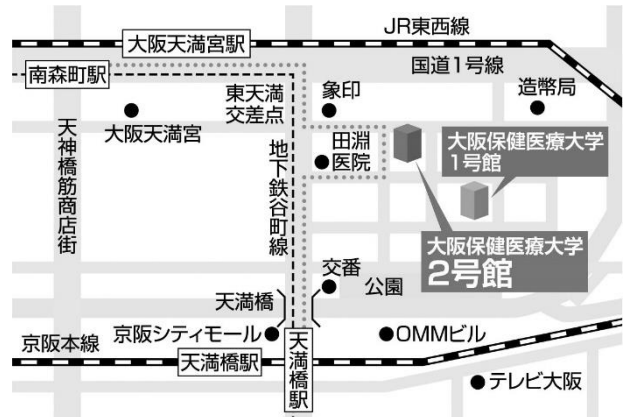 JR東西線
大阪天満宮駅
国道1号線
南森町駅
東天満
交差点
象印
造幣局
大阪天満宮
田淵
医院
大阪保健医療大学
1号館
天神橋筋商店街
地下鉄谷町線
大阪保健医療大学
2号館
交番
公園
天満橋
京阪シティモール
OMMビル
京阪本線
天満橋駅
天満橋駅
テレビ大阪